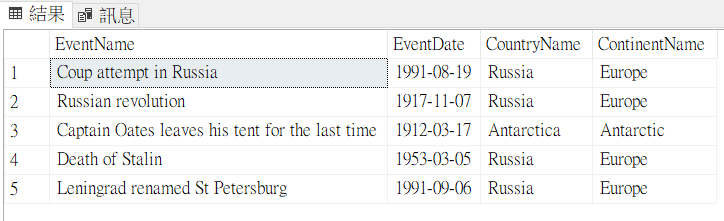 結果 訊息
EventName EventDate CountryName ContinentName
1 Coup attempt in Russia 1991-08-19 Russia Europe
2 Russian revolution 1917-11-07 Russia Europe
3 Captain Oates leaves his tent for the last time 1912-03-17 Antarctica Antarctic
4 Death of Stalin 1953-03-05 Russia Europe
5 Leningrad renamed St Petersburg 1991-09-06 Russia Europe